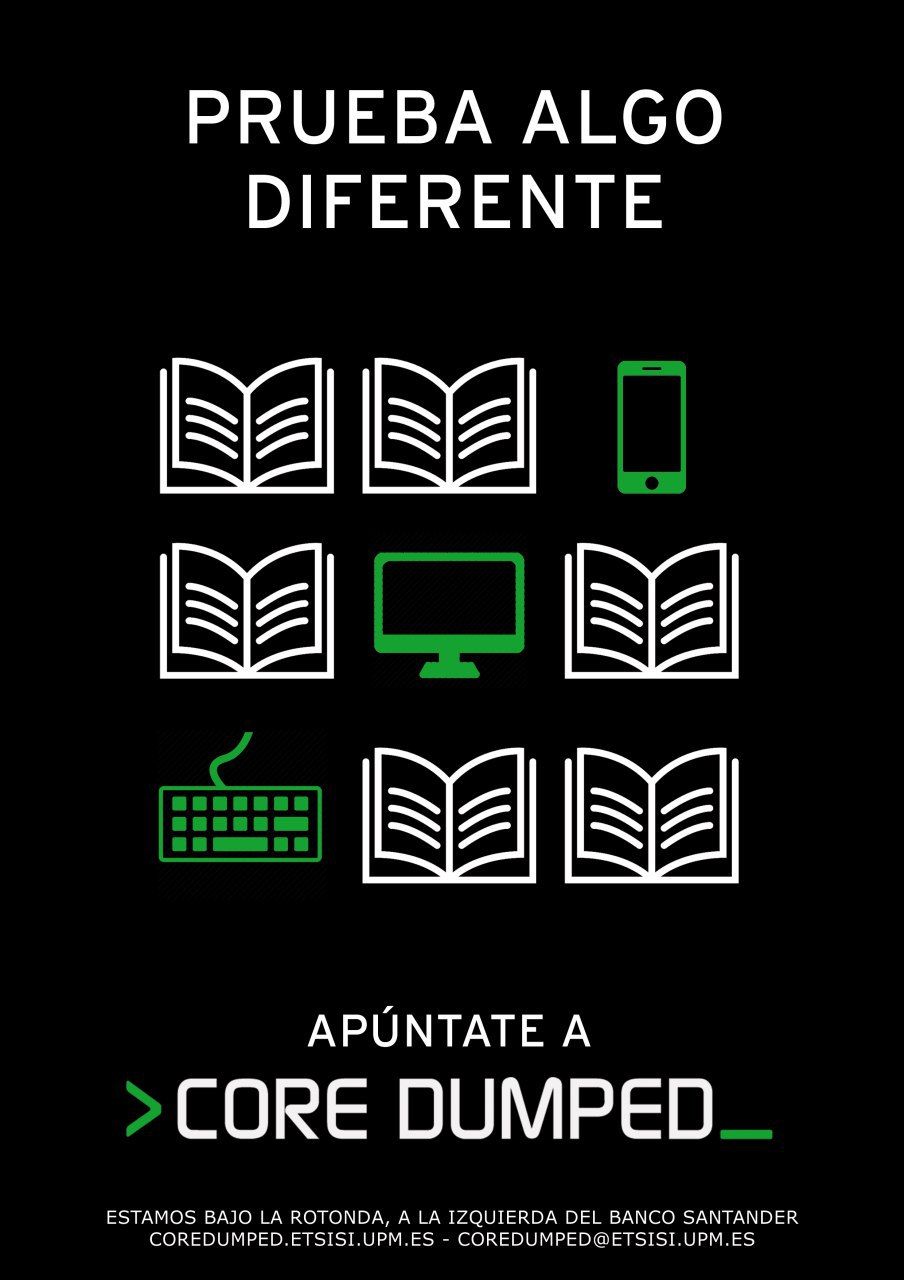 PRUEBA ALGO
DIFERENTE
APÚNTATE A
>CORE DUMPED_
ESTAMOS BAJO LA ROTONDA, A LA IZQUIERDA DEL BANCO SANTANDER
COREDUMPED.ETSISI.UPM.ES - COREDUMPED@ETSISI.UPM.ES